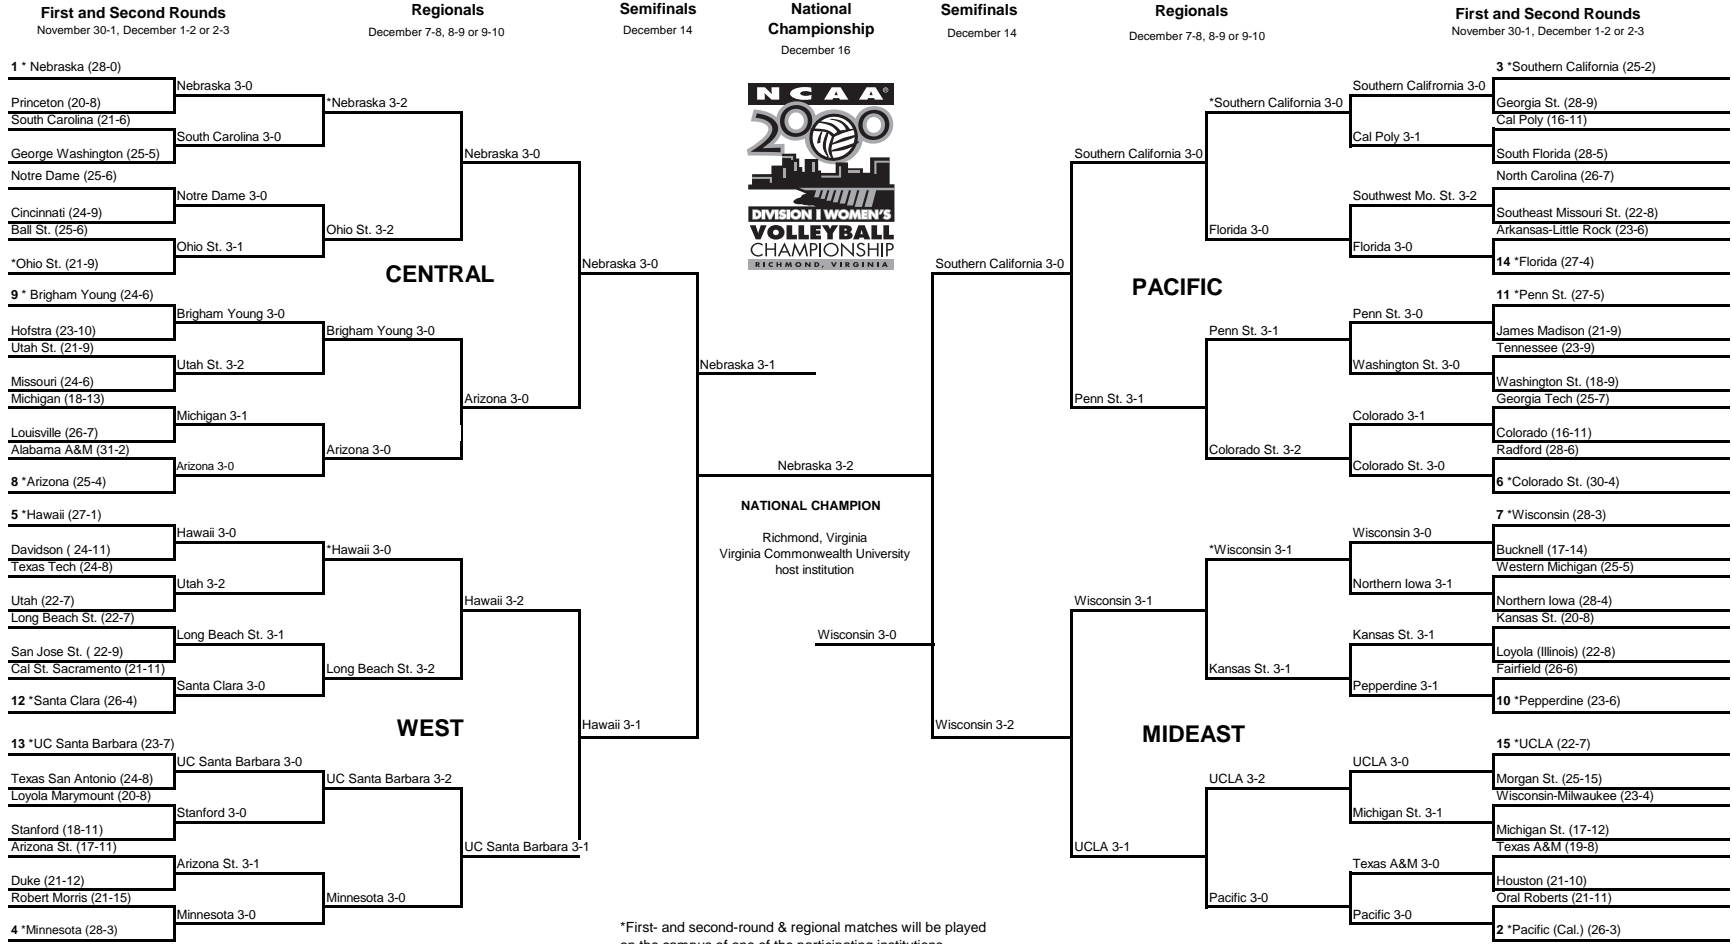 First and Second Rounds
November 30-1, December 1-2 or 2-3
Regionals
December 7-8, 8-9 or 9-10
Semifinals
December 14
National
Championship
December 16
Semifinals
December 14
Regionals
December 7-8, 8-9 or 9-10
First and Second Rounds
November 30-1, December 1-2 or 2-3
NCAA®
2000
DIVISION I WOMEN'S
VOLLEYBALL
CHAMPIONSHIP
RICHMOND, VIRGINIA
1 * Nebraska (28-0)
Princeton (20-8)
South Carolina (21-6)
George Washington (25-5)
Notre Dame (25-6)
Cincinnati (24-9)
Ball St. (25-6)
*Ohio St. (21-9)
9 * Brigham Young (24-6)
Hofstra (23-10)
Utah St. (21-9)
Missouri (24-6)
Michigan (18-13)
Louisville (26-7)
Alabama A&M (31-2)
8 *Arizona (25-4)
5 *Hawaii (27-1)
Davidson ( 24-11)
Texas Tech (24-8)
Utah (22-7)
Long Beach St. (22-7)
San Jose St. ( 22-9)
Cal St. Sacramento (21-11)
12 *Santa Clara (26-4)
13 *UC Santa Barbara (23-7)
Texas San Antonio (24-8)
Loyola Marymount (20-8)
Stanford (18-11)
Arizona St. (17-11)
Duke (21-12)
Robert Morris (21-15)
4 *Minnesota (28-3)
Nebraska 3-0
South Carolina 3-0
Notre Dame 3-0
Ohio St. 3-1
Brigham Young 3-0
Utah St. 3-2
Michigan 3-1
Arizona 3-0
Hawaii 3-0
Utah 3-2
Long Beach St. 3-1
Santa Clara 3-0
UC Santa Barbara 3-0
Stanford 3-0
Arizona St. 3-1
Minnesota 3-0
*Nebraska 3-2
Ohio St. 3-2
Brigham Young 3-0
Arizona 3-0
*Hawaii 3-0
Long Beach St. 3-2
UC Santa Barbara 3-2
Minnesota 3-0
Nebraska 3-0
CENTRAL
Arizona 3-0
Hawaii 3-2
WEST
UC Santa Barbara 3-1
Nebraska 3-0
Hawaii 3-1
Nebraska 3-1
Nebraska 3-2
NATIONAL CHAMPION
Richmond, Virginia
Virginia Commonwealth University
host institution
Wisconsin 3-0
Southern California 3-0
Wisconsin 3-2
Southern California 3-0
PACIFIC
Penn St. 3-1
Wisconsin 3-1
MIDEAST
UCLA 3-1
*Southern California 3-0
Florida 3-0
Penn St. 3-1
Colorado St. 3-2
*Wisconsin 3-1
Kansas St. 3-1
UCLA 3-2
Pacific 3-0
Southern Califrornia 3-0
Cal Poly 3-1
Southwest Mo. St. 3-2
Florida 3-0
Penn St. 3-0
Washington St. 3-0
Colorado 3-1
Colorado St. 3-0
Wisconsin 3-0
Northern Iowa 3-1
Kansas St. 3-1
Pepperdine 3-1
UCLA 3-0
Michigan St. 3-1
Texas A&M 3-0
Pacific 3-0
3 *Southern California (25-2)
Georgia St. (28-9)
Cal Poly (16-11)
South Florida (28-5)
North Carolina (26-7)
Southeast Missouri St. (22-8)
Arkansas-Little Rock (23-6)
14 *Florida (27-4)
11 *Penn St. (27-5)
James Madison (21-9)
Tennessee (23-9)
Washington St. (18-9)
Georgia Tech (25-7)
Colorado (16-11)
Radford (28-6)
6 *Colorado St. (30-4)
7 *Wisconsin (28-3)
Bucknell (17-14)
Western Michigan (25-5)
Northern Iowa (28-4)
Kansas St. (20-8)
Loyola (Illinois) (22-8)
Fairfield (26-6)
10 *Pepperdine (23-6)
15 *UCLA (22-7)
Morgan St. (25-15)
Wisconsin-Milwaukee (23-4)
Michigan St. (17-12)
Texas A&M (19-8)
Houston (21-10)
Oral Roberts (21-11)
2 *Pacific (Cal.) (26-3)
*First- and second-round & regional matches will be played
on the campus of one of the participating institutions